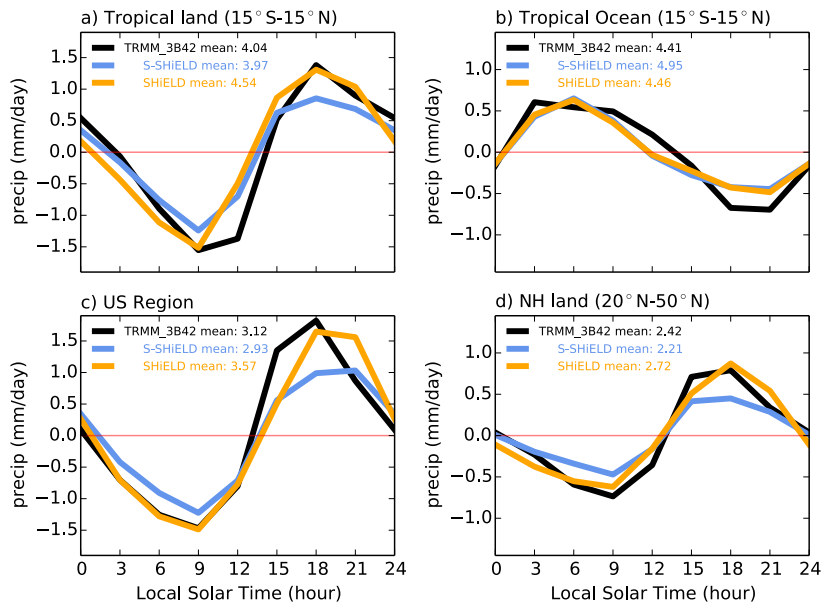 a) Tropical land (15°S-15°N)
precip (mm/day)
1.5
1.0
0.5
0.0
−0.5
−1.0
−1.5
TRMM_3B42 mean: 4.04
S-SHiELD mean: 3.97
SHiELD mean: 4.54
b) Tropical Ocean (15°S-15°N)
precip (mm/day)
1.0
0.5
0.0
−0.5
−1.0
TRMM_3B42 mean: 4.41
S-SHiELD mean: 4.95
SHiELD mean: 4.46
c) US Region
precip (mm/day)
1.5
1.0
0.5
0.0
−0.5
−1.0
−1.5
TRMM_3B42 mean: 3.12
S-SHiELD mean: 2.93
SHiELD mean: 3.57
0 3 6 9 12 15 18 21 24
Local Solar Time (hour)
d) NH land (20°N-50°N)
precip (mm/day)
1.0
0.5
0.0
−0.5
−1.0
TRMM_3B42 mean: 2.42
S-SHiELD mean: 2.21
SHiELD mean: 2.72
0 3 6 9 12 15 18 21 24
Local Solar Time (hour)